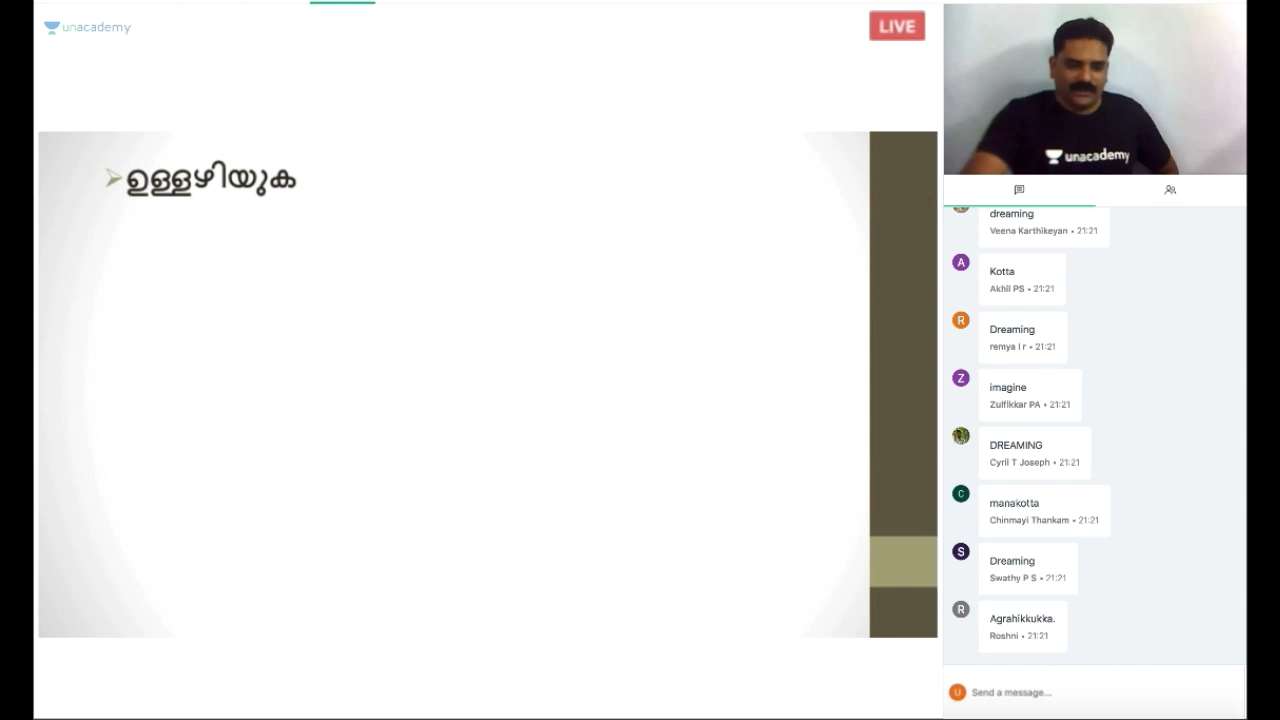 unacademy
LIVE
ഉള്ളഴിയുക
unacademy
dreaming
Veena Karthikeyan • 21:21
A
Kotta
Akhil PS • 21:21
R
Dreaming
remya l r • 21:21
Z
imagine
Zulfikkar PA • 21:21
DREAMING
Cyril T Joseph • 21:21
C
manakotta
Chinmayi Thankam • 21:21
S
Dreaming
Swathy P S • 21:21
R
Agrahikkukka.
Roshni • 21:21
U
Send a message...